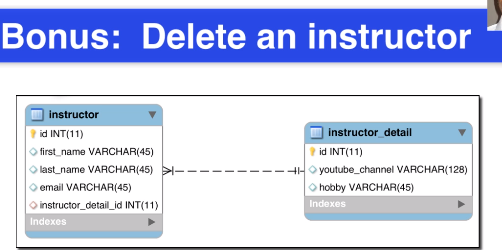 Bonus: Delete an instructor
instructor
id INT(11)
first_name VARCHAR(45)
last_name VARCHAR(45)
email VARCHAR(45)
instructor_detail_id INT(11)
Indexes
instructor_detail
id INT(11)
youtube_channel VARCHAR(128)
hobby VARCHAR(45)
Indexes